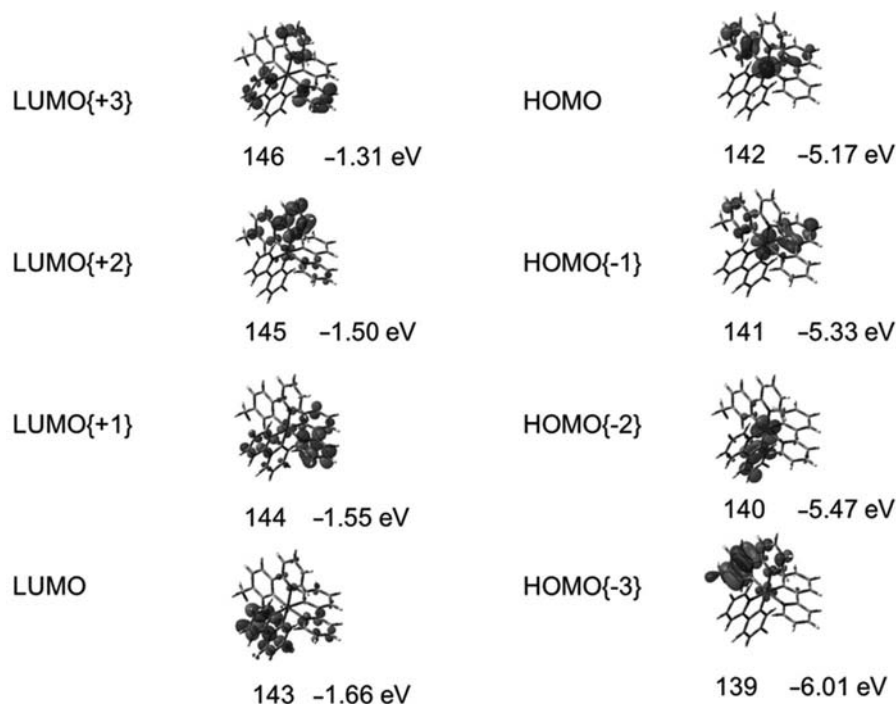 LUMO{+3}
146 –1.31 eV
HOMO
142 –5.17 eV
LUMO{+2}
145 –1.50 eV
HOMO{-1}
141 –5.33 eV
LUMO{+1}
144 –1.55 eV
HOMO{-2}
140 –5.47 eV
LUMO
143 –1.66 eV
HOMO{-3}
139 –6.01 eV